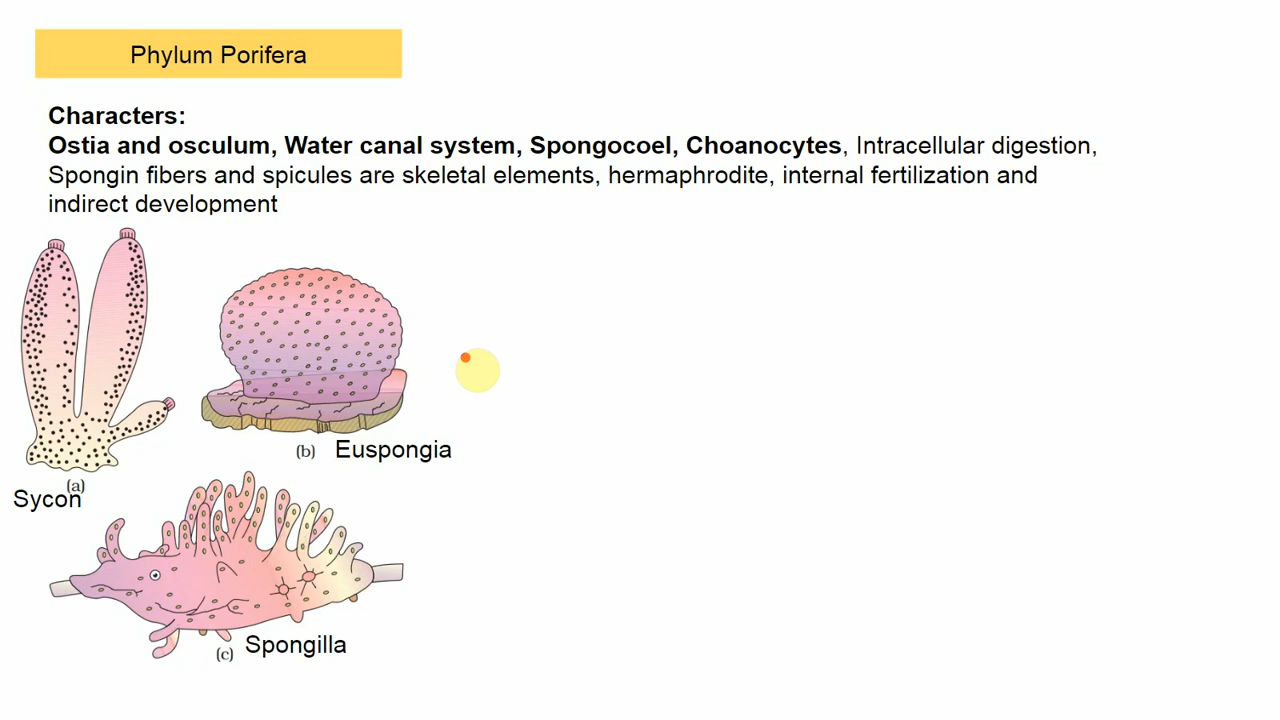 Phylum Porifera
Characters:
Ostia and osculum, Water canal system, Spongocoel, Choanocytes, Intracellular digestion,
Spongin fibers and spicules are skeletal elements, hermaphrodite, internal fertilization and
indirect development
(b) Euspongia
(a)
Sycon
(c) Spongilla